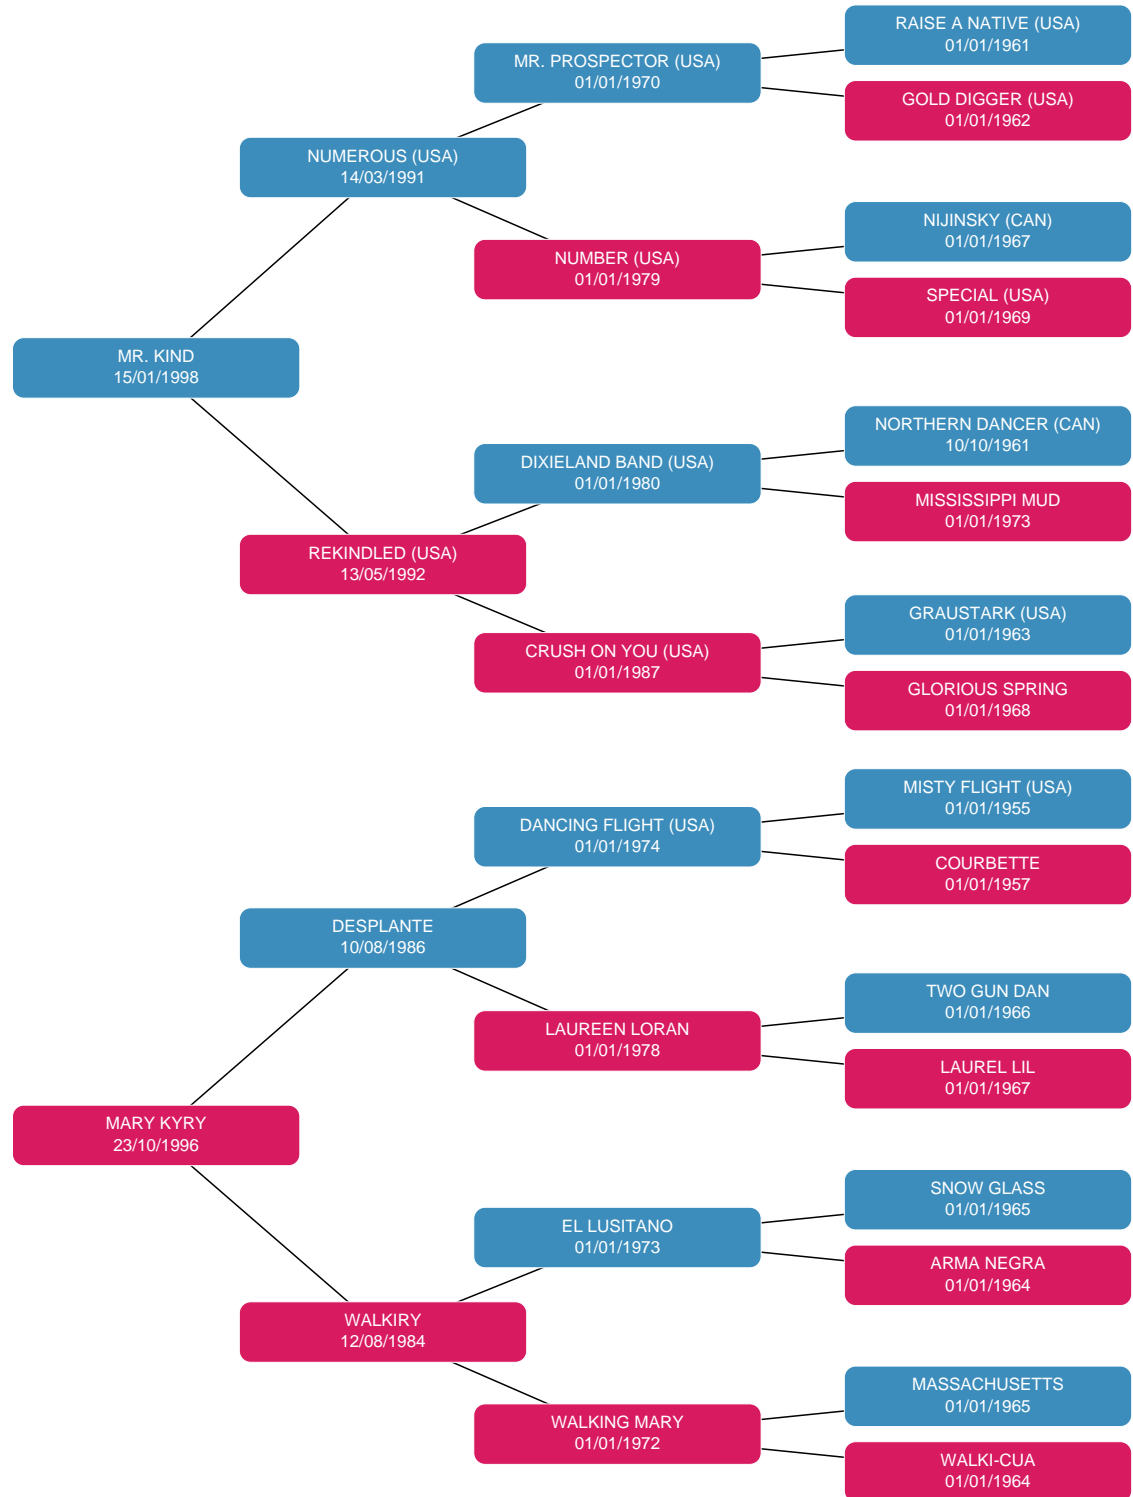 RAISE A NATIVE (USA)
01/01/1961
MR. PROSPECTOR (USA)
01/01/1970
GOLD DIGGER (USA)
01/01/1962
NUMEROUS (USA)
14/03/1991
NIJINSKY (CAN)
01/01/1967
NUMBER (USA)
01/01/1979
SPECIAL (USA)
01/01/1969
MR. KIND
15/01/1998
NORTHERN DANCER (CAN)
10/10/1961
DIXIELAND BAND (USA)
01/01/1980
MISSISSIPPI MUD
01/01/1973
REKINDLED (USA)
13/05/1992
GRAUSTARK (USA)
01/01/1963
CRUSH ON YOU (USA)
01/01/1987
GLORIOUS SPRING
01/01/1968
MISTY FLIGHT (USA)
01/01/1955
DANCING FLIGHT (USA)
01/01/1974
COURBETTE
01/01/1957
DESPLANTE
10/08/1986
TWO GUN DAN
01/01/1966
LAUREEN LORAN
01/01/1978
LAUREL LIL
01/01/1967
MARY KYRY
23/10/1996
SNOW GLASS
01/01/1965
EL LUSITANO
01/01/1973
ARMA NEGRA
01/01/1964
WALKIRY
12/08/1984
MASSACHUSETTS
01/01/1965
WALKING MARY
01/01/1972
WALKI-CUA
01/01/1964